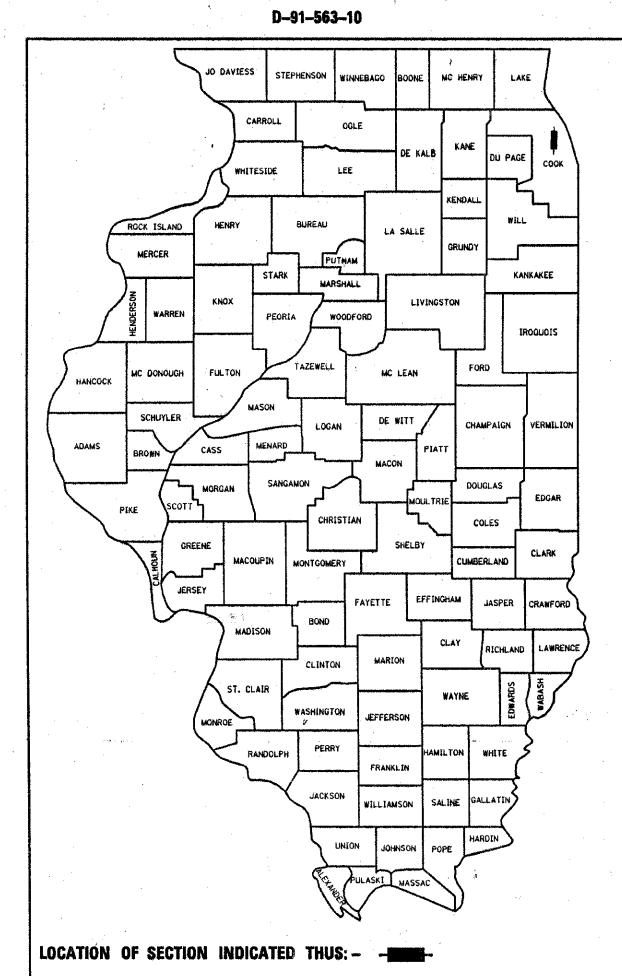 D-91-563-10
JO DAVIESS
STEPHENSON
WINNEBAGO
BOONE
MC HENRY
LAKE
CARROLL
OGLE
DE KALB
KANE
DU PAGE
COOK
WHITESIDE
LEE
KENDALL
WILL
ROCK ISLAND
HENRY
BUREAU
LA SALLE
GRUNDY
MERCER
PUTNAM
STARK
MARSHALL
KANKAKEE
HENDERSON
WARREN
KNOX
PEORIA
WOODFORD
LIVINGSTON
IROQUOIS
HANCOCK
MC DONOUGH
FULTON
TAZEWELL
MC LEAN
FORD
SCHUYLER
MASON
LOGAN
DE WITT
CHAMPAIGN
VERMILION
ADAMS
BROWN
CASS
MENARD
MACON
PIATT
PIKE
SCOTT
MORGAN
SANGAMON
CHRISTIAN
MOULTRIE
DOUGLAS
EDGAR
COLES
CALHOUN
GREENE
MACOUPIN
MONTGOMERY
SHELBY
CUMBERLAND
CLARK
JERSEY
FAYETTE
EFFINGHAM
JASPER
CRAWFORD
MADISON
BOND
CLINTON
MARION
CLAY
RICHLAND
LAWRENCE
ST. CLAIR
WASHINGTON
JEFFERSON
WAYNE
EDWARDS
WABASH
MONROE
RANDOLPH
PERRY
FRANKLIN
HAMILTON
WHITE
JACKSON
WILLIAMSON
SALINE
GALLATIN
UNION
JOHNSON
POPE
HARDIN
ALEXANDER
PULASKI
MASSAC
LOCATION OF SECTION INDICATED THUS: -